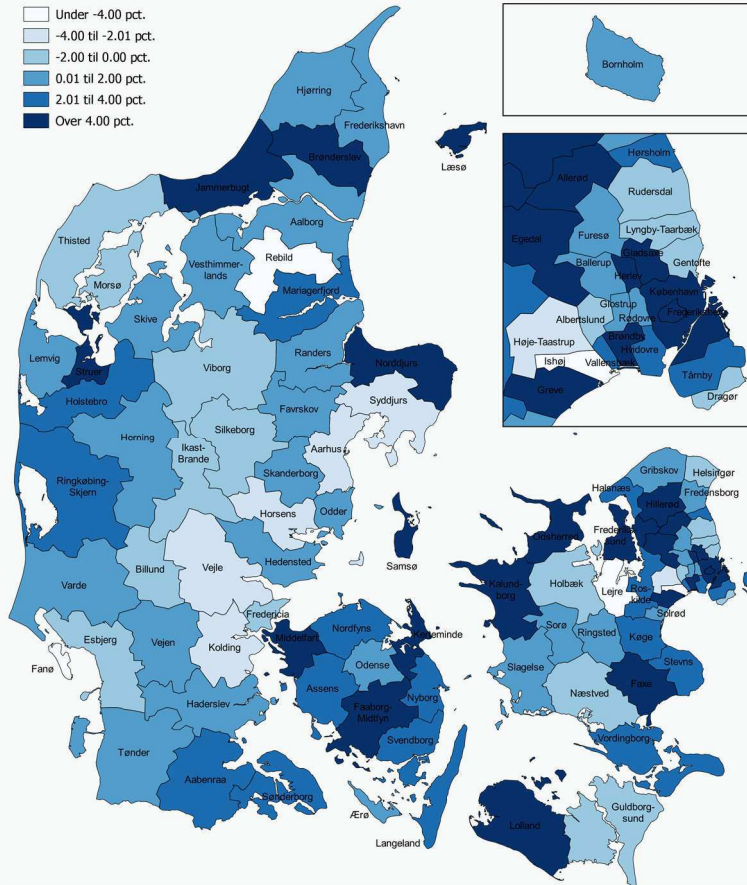 Under -4.00 pct.
-4.00 til -2.01 pct.
-2.00 til 0.00 pct.
0.01 til 2.00 pct.
2.01 til 4.00 pct.
Over 4.00 pct.
Bornholm
Hjørring
Frederikshavn
Brønderslev
Læsø
Jammerbugt
Aalborg
Thisted
Vesthimmer-
lands
Rebild
Morsø
Mariagerfjord
Skive
Lemvig
Struer
Randers
Norddjurs
Viborg
Holstebro
Favrskov
Syddjurs
Herning
Silkeborg
Ikast-
Brande
Aarhus
Skanderborg
Ringkøbing-
Skjern
Horsens
Odder
Samsø
Hedensted
Vejle
Billund
Varde
Fredericia
Esbjerg
Vejen
Kolding
Fanø
Haderslev
Tønder
Aabenraa
Sønderborg
Middelfart
Nordfyns
Kerteminde
Odense
Assens
Nyborg
Faaborg-
Midtfyn
Svendborg
Ærø
Langeland
Hørsholm
Allerød
Rudersdal
Egedal
Furesø
Lyngby-Taarbæk
Gladsaxe
Ballerup
Gentofte
Herlev
København
Glostrup
Frederiksberg
Albertslund
Rødovre
Høje-Taastrup
Brøndby
Hvidovre
Ishøj
Vallensbæk
Tårnby
Greve
Dragør
Gribskov
Helsingør
Halsnæs
Fredensborg
Hillerød
Odsherred
Frederiks-
sund
Kalund-
borg
Holbæk
Lejre
Ros-
kilde
Solrød
Sorø
Ringsted
Køge
Slagelse
Stevns
Faxe
Næstved
Vordingborg
Guldborg-
sund
Lolland